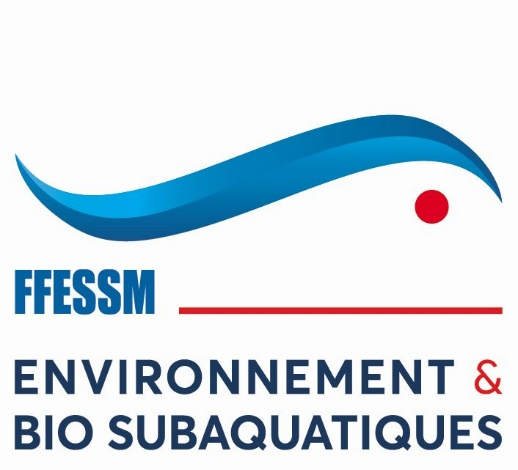 FFESSM
ENVIRONNEMENT &
BIO SUBAQUATIQUES